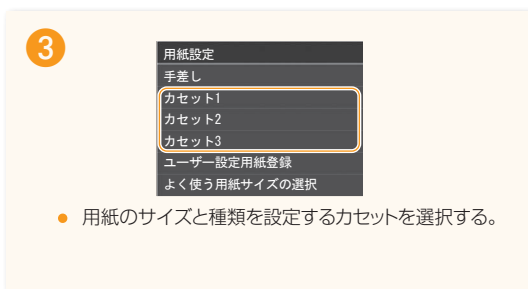 3
用紙設定
手差し
カセット1
カセット2
カセット3
ユーザー設定用紙登録
よく使う用紙サイズの選択
● 用紙のサイズと種類を設定するカセットを選択する。